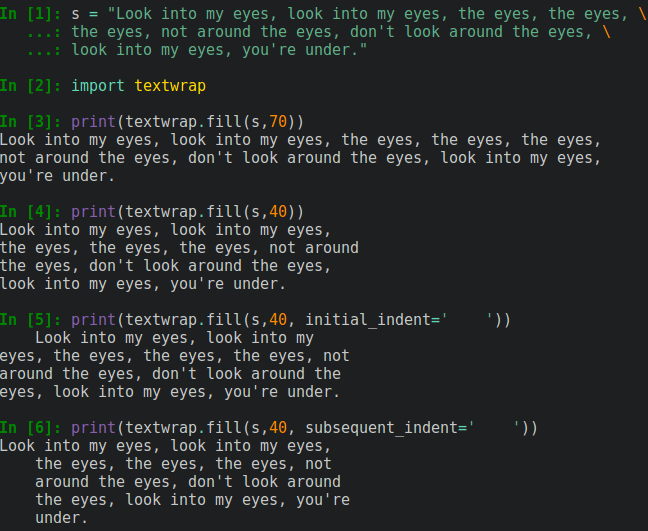 In [1]: s = "Look into my eyes, look into my eyes, the eyes, the eyes, \
   ...: the eyes, not around the eyes, don't look around the eyes, \
   ...: look into my eyes, you're under."
In [2]: import textwrap
In [3]: print(textwrap.fill(s,70))
Look into my eyes, look into my eyes, the eyes, the eyes, the eyes,
not around the eyes, don't look around the eyes, look into my eyes,
you're under.
In [4]: print(textwrap.fill(s,40))
Look into my eyes, look into my eyes,
the eyes, the eyes, the eyes, not around
the eyes, don't look around the eyes,
look into my eyes, you're under.
In [5]: print(textwrap.fill(s,40, initial_indent='    '))
    Look into my eyes, look into my
eyes, the eyes, the eyes, the eyes, not
around the eyes, don't look around the
eyes, look into my eyes, you're under.
In [6]: print(textwrap.fill(s,40, subsequent_indent='    '))
Look into my eyes, look into my eyes,
    the eyes, the eyes, the eyes, not
    around the eyes, don't look around
    the eyes, look into my eyes, you're
    under.